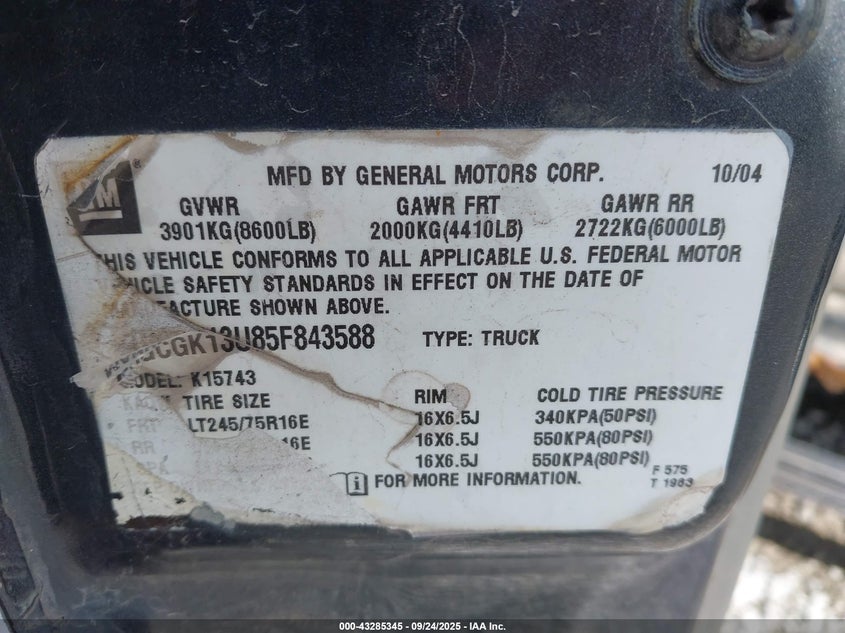 GM
MFD BY GENERAL MOTORS CORP. 10/04
GVWR GAWR FRT GAWR RR
3901KG(8600LB) 2000KG(4410LB) 2722KG(6000LB)
HIS VEHICLE CONFORMS TO ALL APPLICABLE U.S. FEDERAL MOTOR
HICLE SAFETY STANDARDS IN EFFECT ON THE DATE OF
FACTURE SHOWN ABOVE.
CGK13U85F843588 TYPE: TRUCK
MODEL: K15743
TIRE SIZE RIM COLD TIRE PRESSURE
FRT LT245/75R16E 16X6.5J 340KPA(50PSI)
RR 16E 16X6.5J 550KPA(80PSI)
16X6.5J 550KPA(80PSI)
i FOR MORE INFORMATION. F 575
T 1983
000-43285345 - 09/24/2025 - IAA Inc.